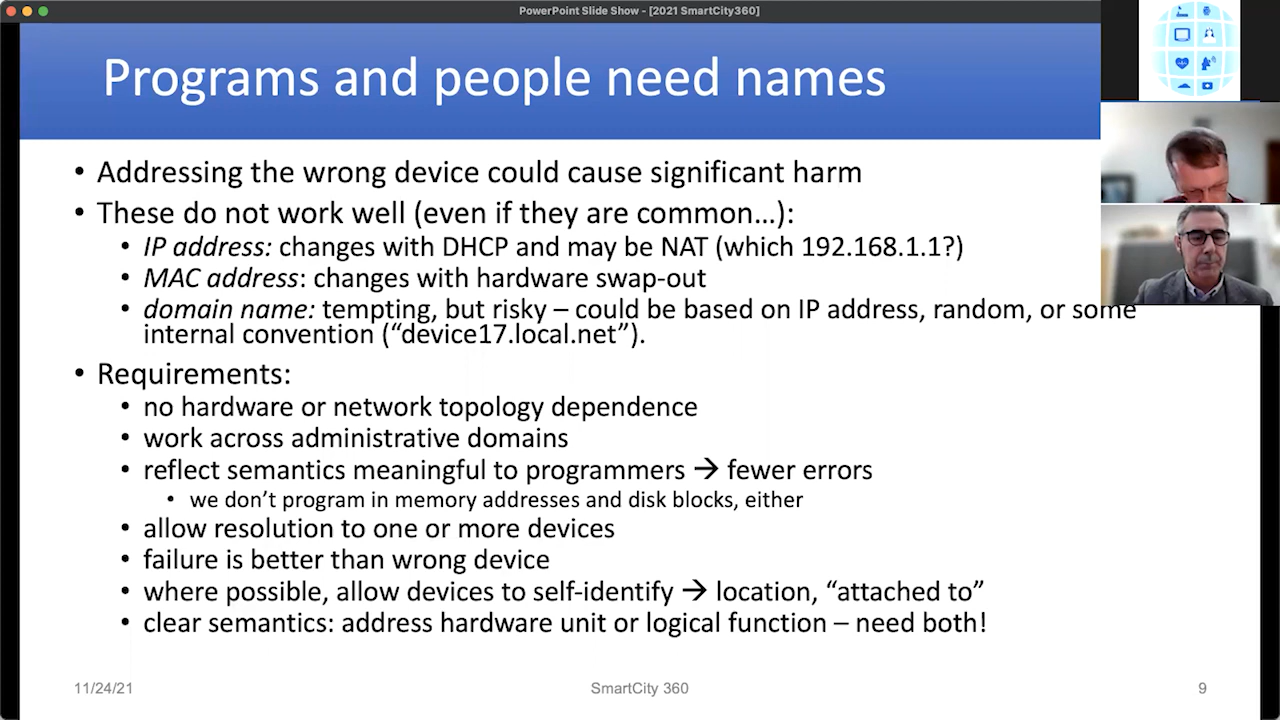 PowerPoint Slide Show - [2021 SmartCity360]
Programs and people need names
• Addressing the wrong device could cause significant harm
• These do not work well (even if they are common…):
• IP address: changes with DHCP and may be NAT (which 192.168.1.1?)
• MAC address: changes with hardware swap-out
• domain name: tempting, but risky – could be based on IP address, random, or some
internal convention (“device17.local.net”).
• Requirements:
• no hardware or network topology dependence
• work across administrative domains
• reflect semantics meaningful to programmers → fewer errors
• we don’t program in memory addresses and disk blocks, either
• allow resolution to one or more devices
• failure is better than wrong device
• where possible, allow devices to self-identify → location, “attached to”
• clear semantics: address hardware unit or logical function – need both!
11/24/21
SmartCity 360
9